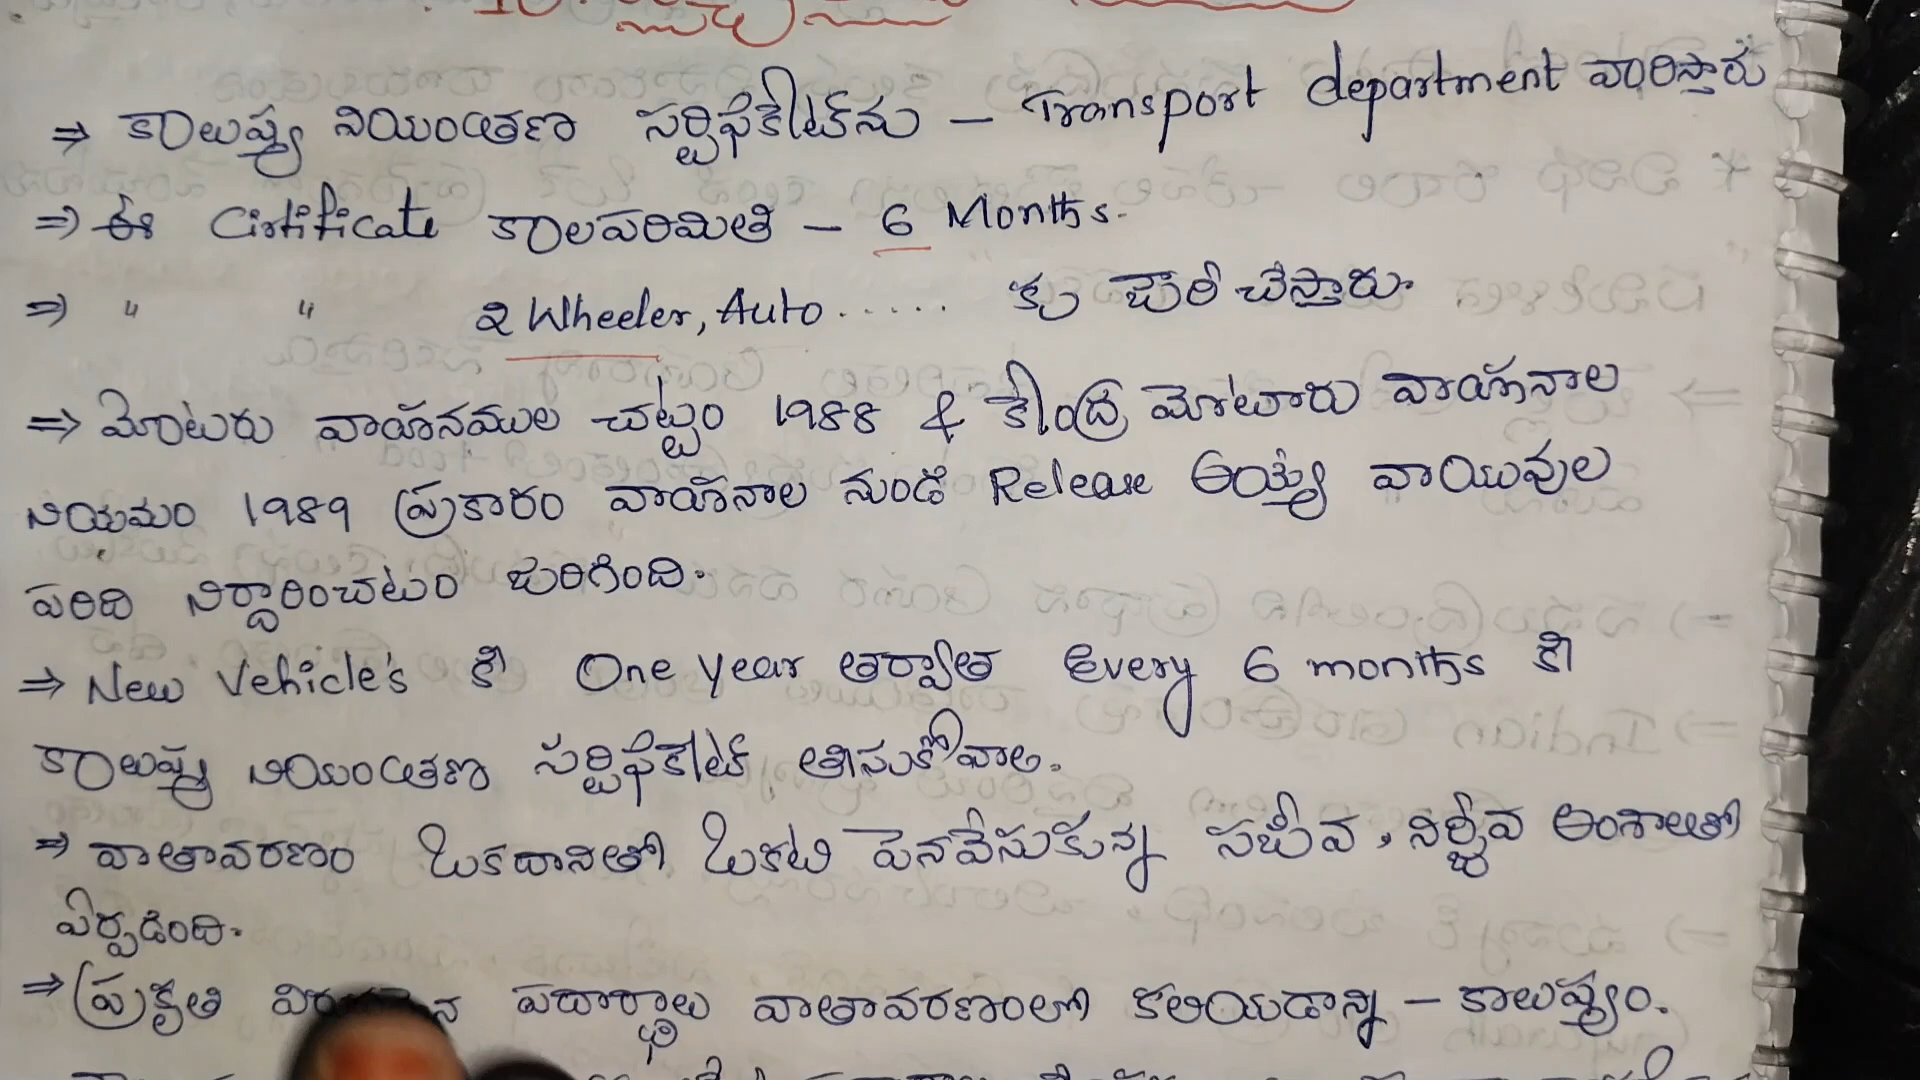 ⇒ కాలుష్య నియంత్రణ సర్టిఫికేట్‌ను – Transport department వారిస్తారు
⇒ ఈ Cirtificate కాలపరిమితి – 6 Months.
⇒ " " 2 Wheeler, Auto ...... కు జారీ చేస్తారు.
⇒ మోటరు వాహనముల చట్టం 1988 & కేంద్ర మోటారు వాహనాల
నియమం 1989 ప్రకారం వాహనాల నుండి Release అయ్యే వాయువుల
పరిది నిర్దారించటం జరిగింది.
⇒ New Vehicle's కి One year తర్వాత Every 6 months కి
కాలుష్య నియంత్రణ సర్టిఫికేట్ తీసుకోవాలి.
⇒ వాతావరణం ఒకదానితో ఒకటి పెనవేసుకున్న సజీవ, నిర్జీవ అంశాలతో
ఏర్పడింది.
⇒ ప్రకృతి పదార్థాలు వాతావరణంలో కలియడాన్ని – కాలుష్యం.